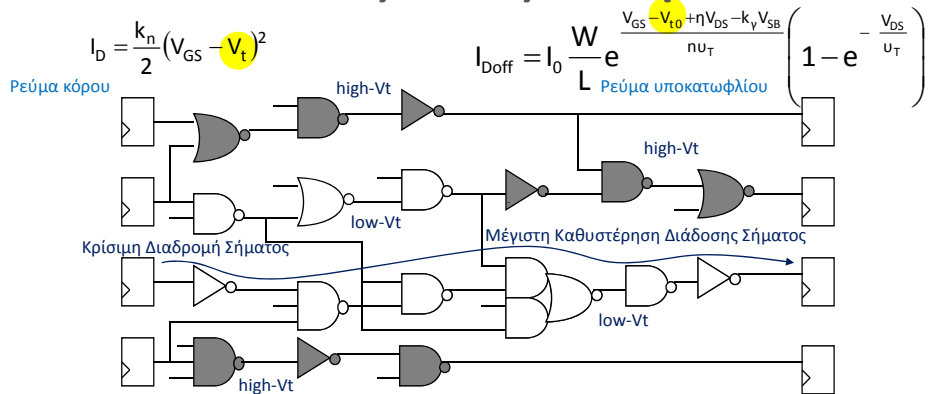 I_D = k_n/2 (V_GS − V_t)^2
I_Doff = I_0 W/L e^((V_GS − V_t0 + ηV_DS − k_γV_SB)/(nυ_T)) (1 − e^(− V_DS/υ_T))
Ρεύμα κόρου
Ρεύμα υποκατωφλίου
high-Vt
high-Vt
low-Vt
Κρίσιμη Διαδρομή Σήματος
Μέγιστη Καθυστέρηση Διάδοσης Σήματος
low-Vt
high-Vt